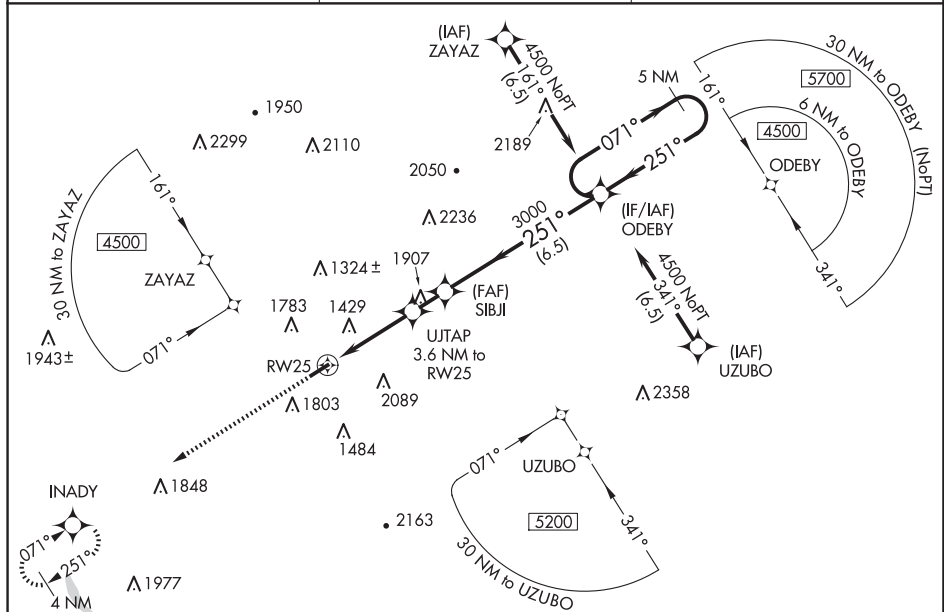 (IAF)
ZAYAZ
4500 NoPT
161°
(6.5)
5 NM
30 NM to ODEBY (NoPT)
5700
161°
6 NM to ODEBY
4500
ODEBY
341°
1950
2299
2110
2189
071°
251°
2050
161°
(IF/IAF)
ODEBY
2236
3000
251°
(6.5)
30 NM to ZAYAZ
4500
ZAYAZ
071°
1324 ±
1907
(FAF)
SIBJI
4500 NoPT
341°
(6.5)
1783
1429
UJTAP
3.6 NM to
RW25
(IAF)
UZUBO
1943 ±
RW25
2089
2358
1803
1484
071°
UZUBO
341°
5200
30 NM to UZUBO
1848
INADY
071°
251°
4 NM
2163
1977